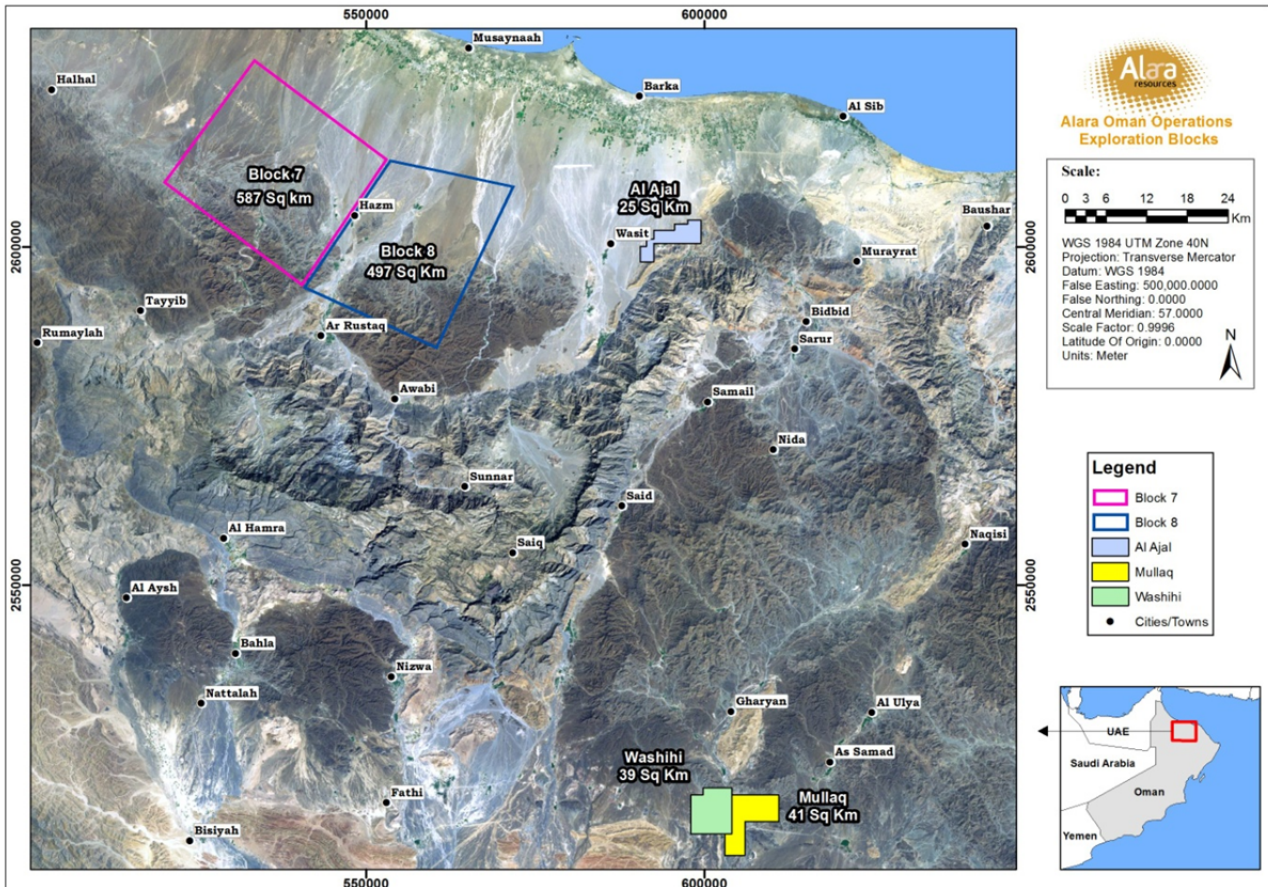 550000
600000
Musaynaah
Halhal
Barka
Al Sib
Block 7
587 Sq km
Al Ajal
25 Sq Km
Hazm
Baushar
Wasit
Block 8
497 Sq Km
2600000
2600000
Murayrat
Tayyib
Bidbid
Rumaylah
Ar Rustaq
Sarur
Awabi
Samail
Nida
Sunnar
Said
Al Hamra
Saiq
Naqisi
2550000
2550000
Al Aysh
Bahla
Nizwa
Nattalah
Gharyan
Al Ulya
Washihi
39 Sq Km
As Samad
Mullaq
41 Sq Km
Fathi
Bisiyah
550000
600000
Alara
resources
Alara Oman Operations
Exploration Blocks
Scale:
0 3 6 12 18 24
Km
WGS 1984 UTM Zone 40N
Projection: Transverse Mercator
Datum: WGS 1984
False Easting: 500,000.0000
False Northing: 0.0000
Central Meridian: 57.0000
Scale Factor: 0.9996
Latitude Of Origin: 0.0000
Units: Meter
N
Legend
Block 7
Block 8
Al Ajal
Mullaq
Washihi
Cities/Towns
UAE
Saudi Arabia
Oman
Yemen